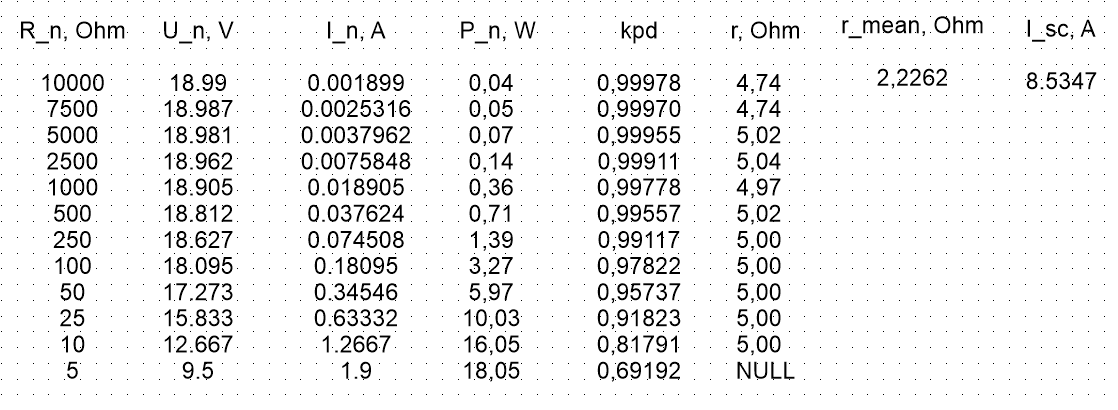 R_n, Ohm U_n, V I_n, A P_n, W kpd r, Ohm r_mean, Ohm I_sc, A
10000 18.99 0.001899 0,04 0,99978 4,74 2,2262 8.5347
7500 18.987 0.0025316 0,05 0,99970 4,74
5000 18.981 0.0037962 0,07 0,99955 5,02
2500 18.962 0.0075848 0,14 0,99911 5,04
1000 18.905 0.018905 0,36 0,99778 4,97
500 18.812 0.037624 0,71 0,99557 5,02
250 18.627 0.074508 1,39 0,99117 5,00
100 18.095 0.18095 3,27 0,97822 5,00
50 17.273 0.34546 5,97 0,95737 5,00
25 15.833 0.63332 10,03 0,91823 5,00
10 12.667 1.2667 16,05 0,81791 5,00
5 9.5 1.9 18,05 0,69192 NULL